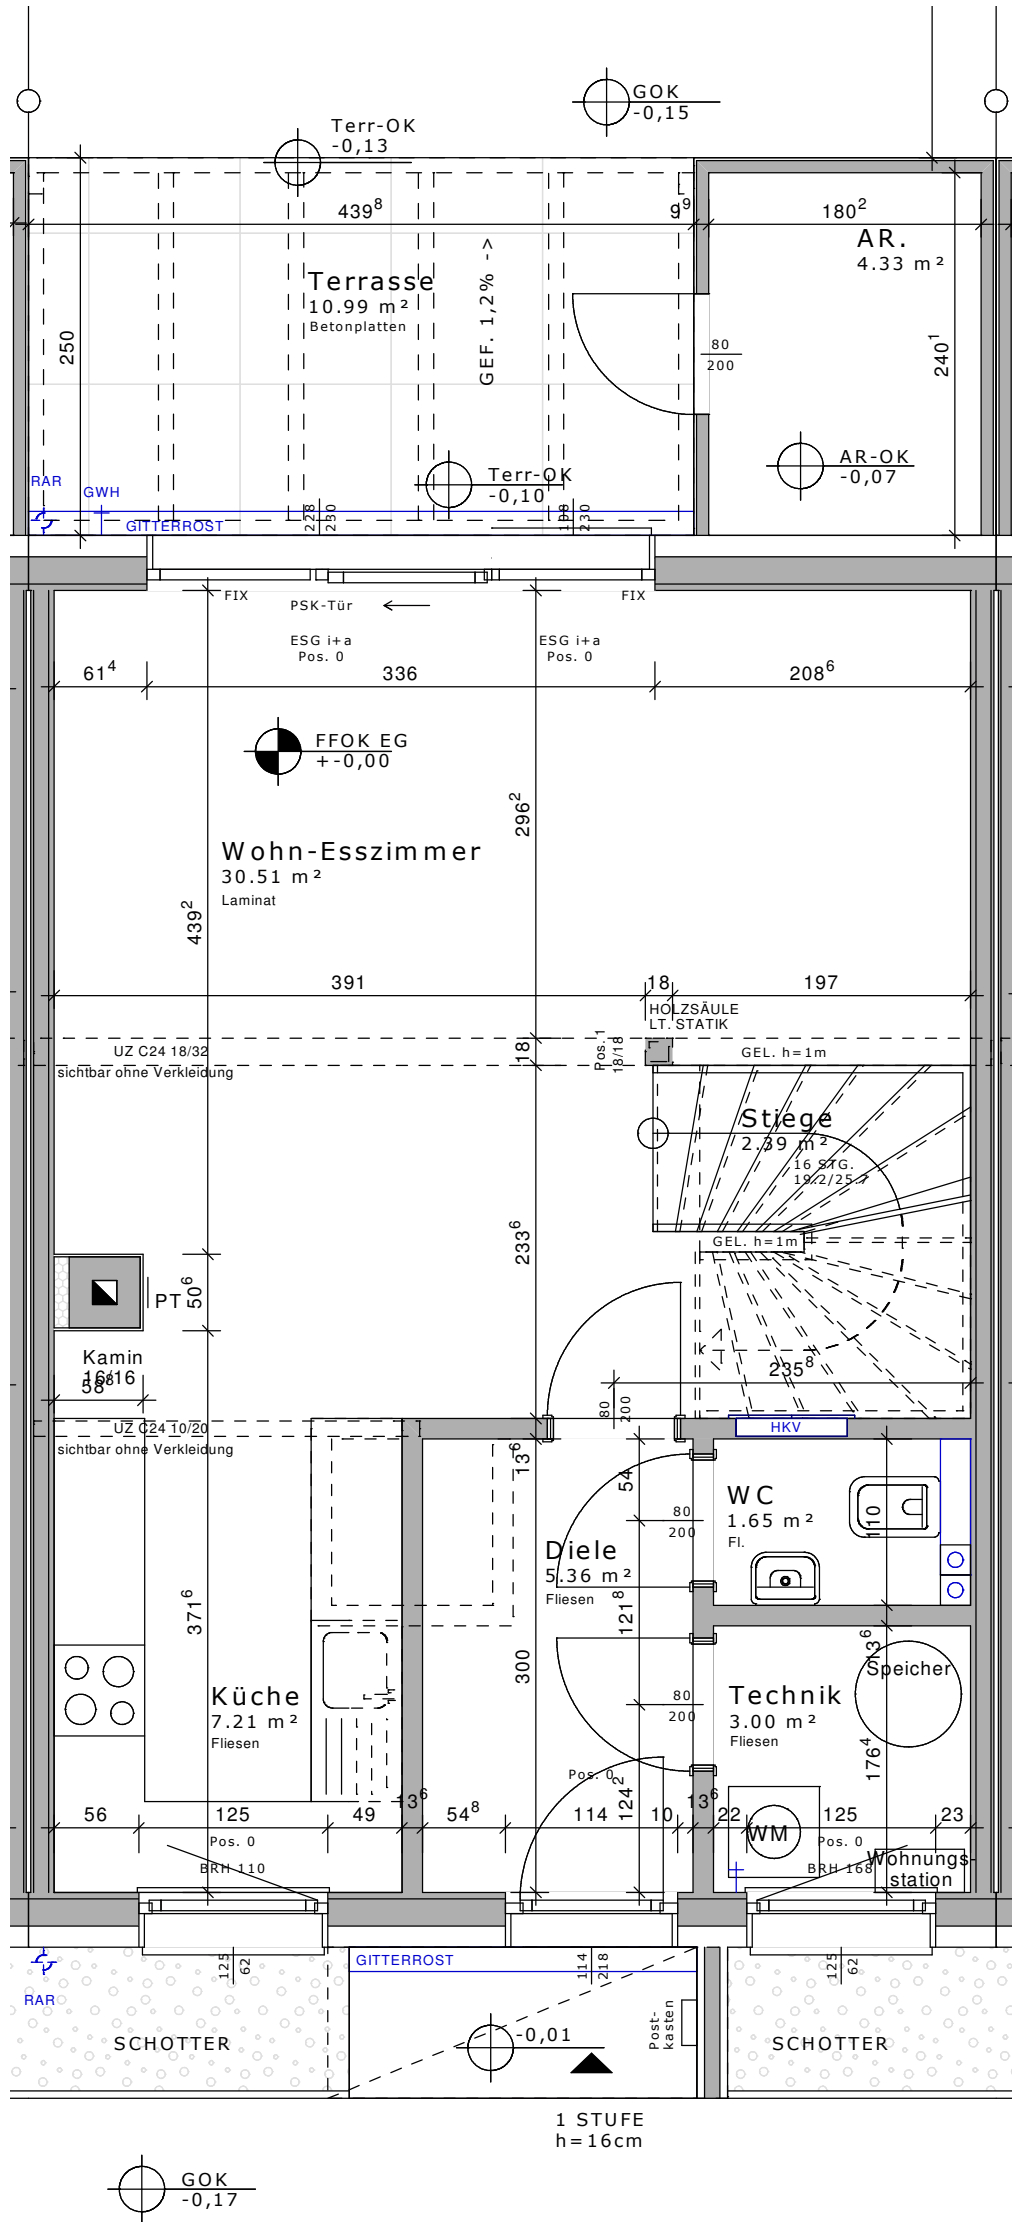 GOK
-0,15
Terr-OK
-0,13
439⁸
9⁹
180²
AR.
4.33 m²
Terrasse
10.99 m²
Betonplatten
GEF. 1,2% ->
250
80
200
240¹
AR-OK
-0,07
Terr-OK
-0,10
RAR
GWH
GITTERROST
228
230
198
230
FIX
PSK-Tür
FIX
ESG i+a
Pos. 0
ESG i+a
Pos. 0
61⁴
336
208⁶
FFOK EG
+-0,00
296²
Wohn-Esszimmer
30.51 m²
Laminat
439²
391
18
197
HOLZSÄULE
LT. STATIK
Pos. 1
18/18
18
UZ C24 18/32
sichtbar ohne Verkleidung
GEL. h=1m
Stiege
2.39 m²
16 STG.
19.2/25.7
233⁶
GEL. h=1m
50⁶
PT
Kamin
16/16
58⁸
235⁸
80
200
UZ C24 10/20
sichtbar ohne Verkleidung
HKV
13⁶
54
WC
1.65 m²
Fl.
110
80
200
Diele
5.36 m²
Fliesen
121⁸
371⁶
300
13⁶
Speicher
Küche
7.21 m²
Fliesen
80
200
Technik
3.00 m²
Fliesen
176⁴
Pos. 0
124²
56
125
49
13⁶
54⁸
114
10
13⁶
22
125
23
Pos. 0
BRH 110
WM
Pos. 0
BRH 168
Wohnungs-
station
125
62
GITTERROST
114
218
125
62
RAR
SCHOTTER
-0,01
Post-
kasten
SCHOTTER
1 STUFE
h=16cm
GOK
-0,17